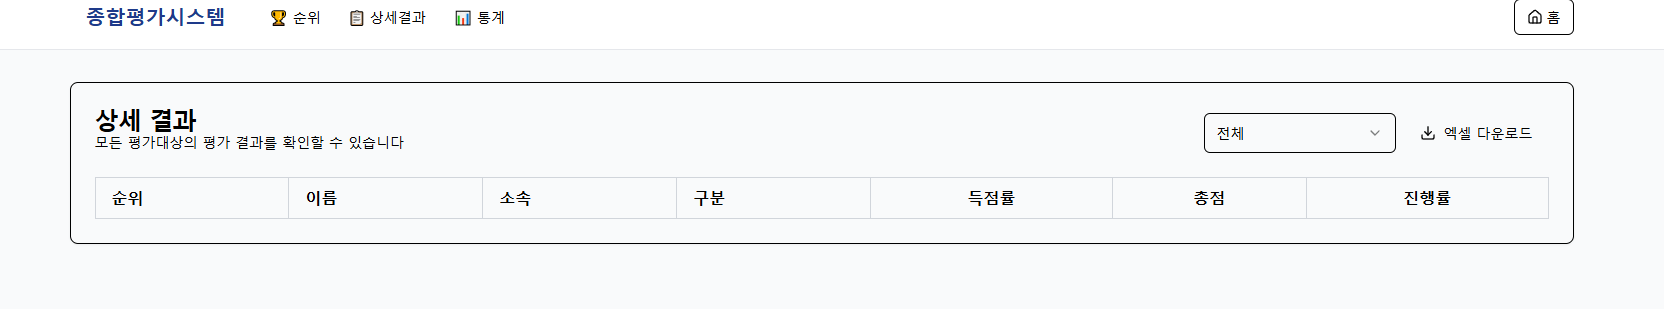 종합평가시스템 순위 상세결과 통계 홈
상세 결과
모든 평가대상의 평가 결과를 확인할 수 있습니다
전체 엑셀 다운로드
순위 이름 소속 구분 득점률 총점 진행률